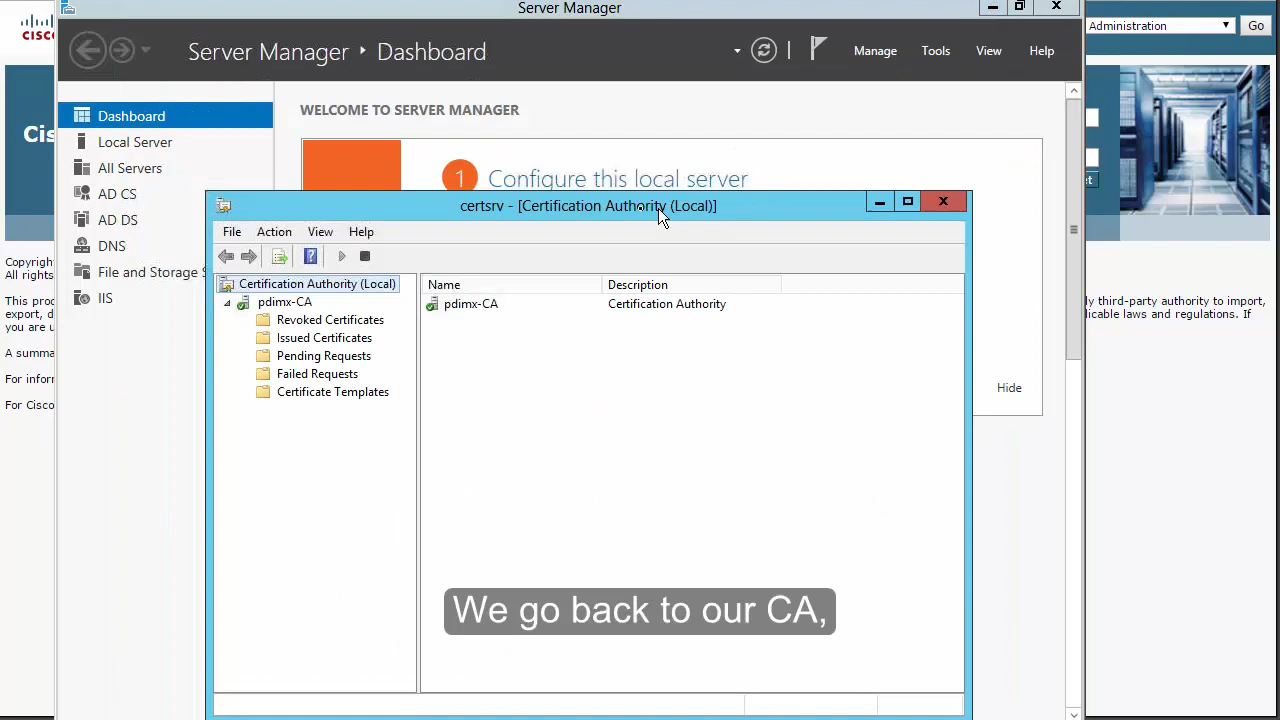 Server Manager
CISCO
Server Manager ▸ Dashboard
Manage
Tools
View
Help
Administration
Go
Dashboard
Local Server
All Servers
AD CS
AD DS
DNS
File and Storage S
IIS
WELCOME TO SERVER MANAGER
1 Configure this local server
Cis
certsrv - [Certification Authority (Local)]
File Action View Help
Certification Authority (Local)
pdimx-CA
Revoked Certificates
Issued Certificates
Pending Requests
Failed Requests
Certificate Templates
Name Description
pdimx-CA Certification Authority
Hide
Copyrig
All rights
This proc
export, d
you are u
A summa
For infor
For Cisco
ly third-party authority to import,
licable laws and regulations. If
We go back to our CA,